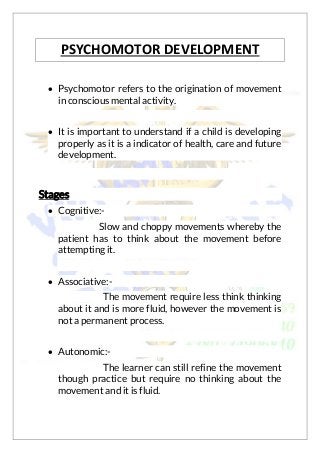 PSYCHOMOTOR DEVELOPMENT
• Psychomotor refers to the origination of movement
in conscious mental activity.
• It is important to understand if a child is developing
properly as it is a indicator of health, care and future
development.
Stages
• Cognitive:-
Slow and choppy movements whereby the
patient has to think about the movement before
attempting it.
• Associative:-
The movement require less think thinking
about it and is more fluid, however the movement is
not a permanent process.
• Autonomic:-
The learner can still refine the movement
though practice but require no thinking about the
movement and it is fluid.